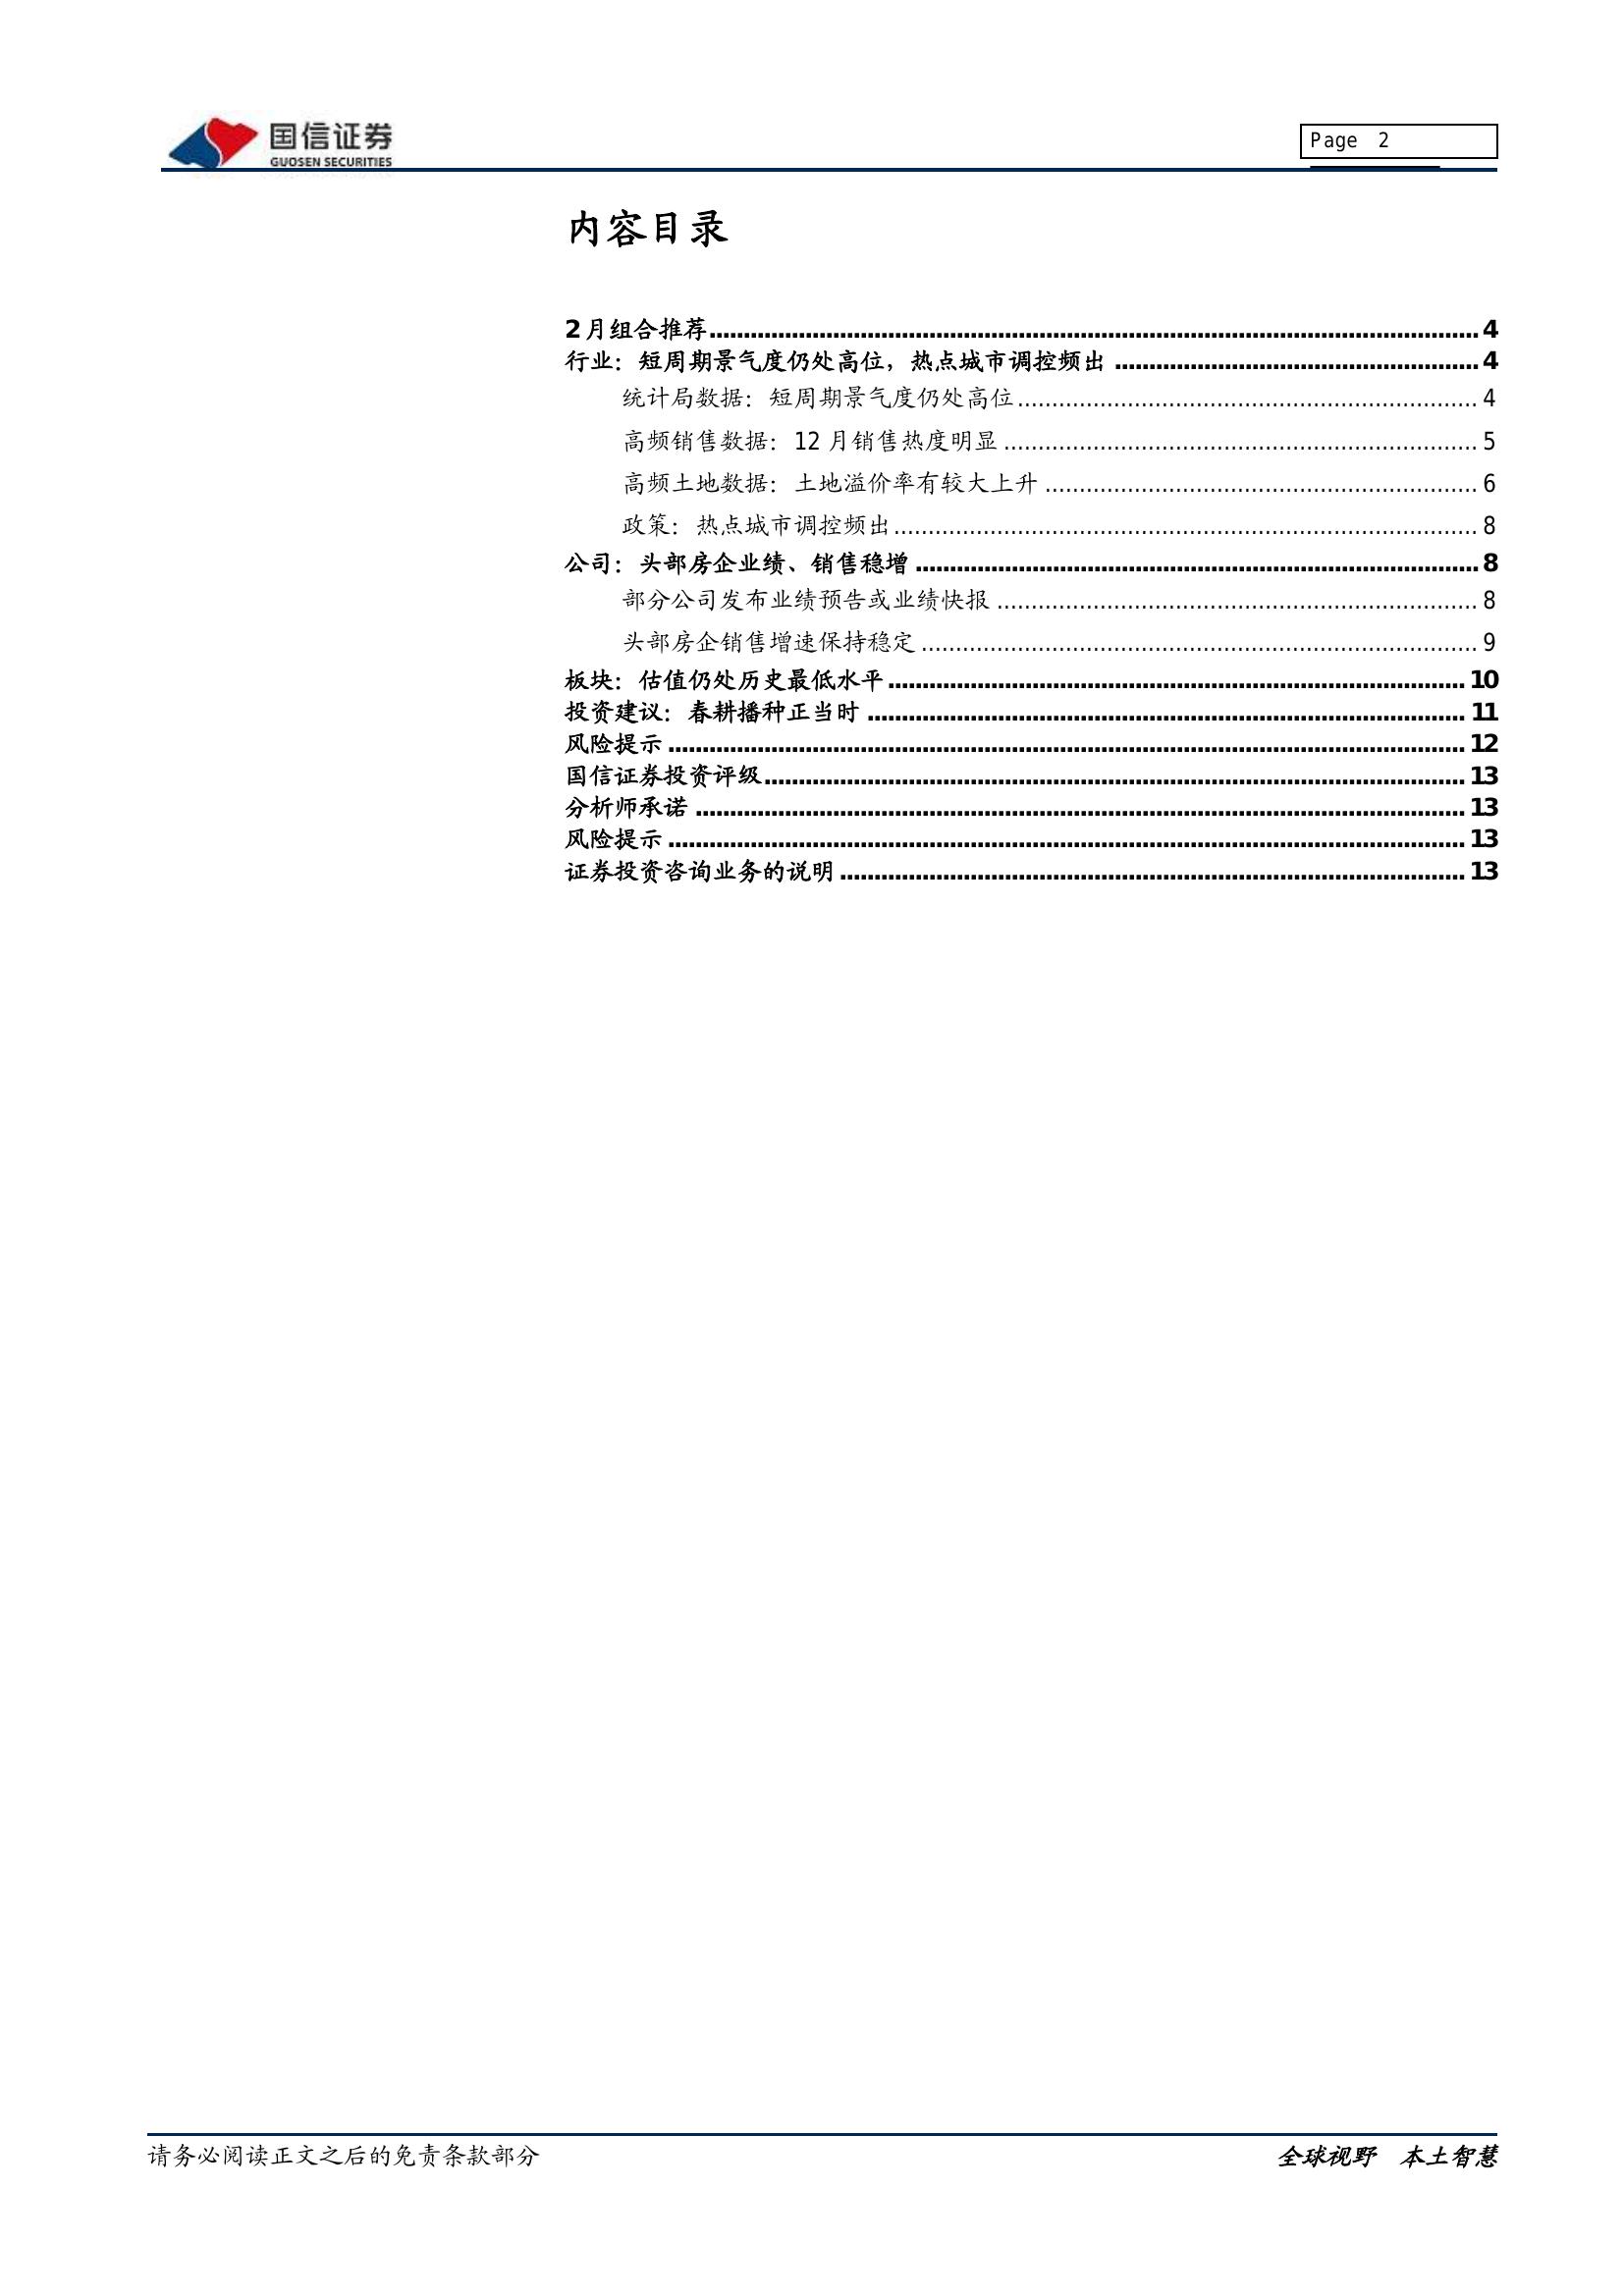 国信证券
GUOSEN SECURITIES
Page 2
内容目录
2月组合推荐 4
行业：短周期景气度仍处高位，热点城市调控频出 4
统计局数据：短周期景气度仍处高位 4
高频销售数据：12月销售热度明显 5
高频土地数据：土地溢价率有较大上升 6
政策：热点城市调控频出 8
公司：头部房企业绩、销售稳增 8
部分公司发布业绩预告或业绩快报 8
头部房企销售增速保持稳定 9
板块：估值仍处历史最低水平 10
投资建议：春耕播种正当时 11
风险提示 12
国信证券投资评级 13
分析师承诺 13
风险提示 13
证券投资咨询业务的说明 13
请务必阅读正文之后的免责条款部分
全球视野 本土智慧